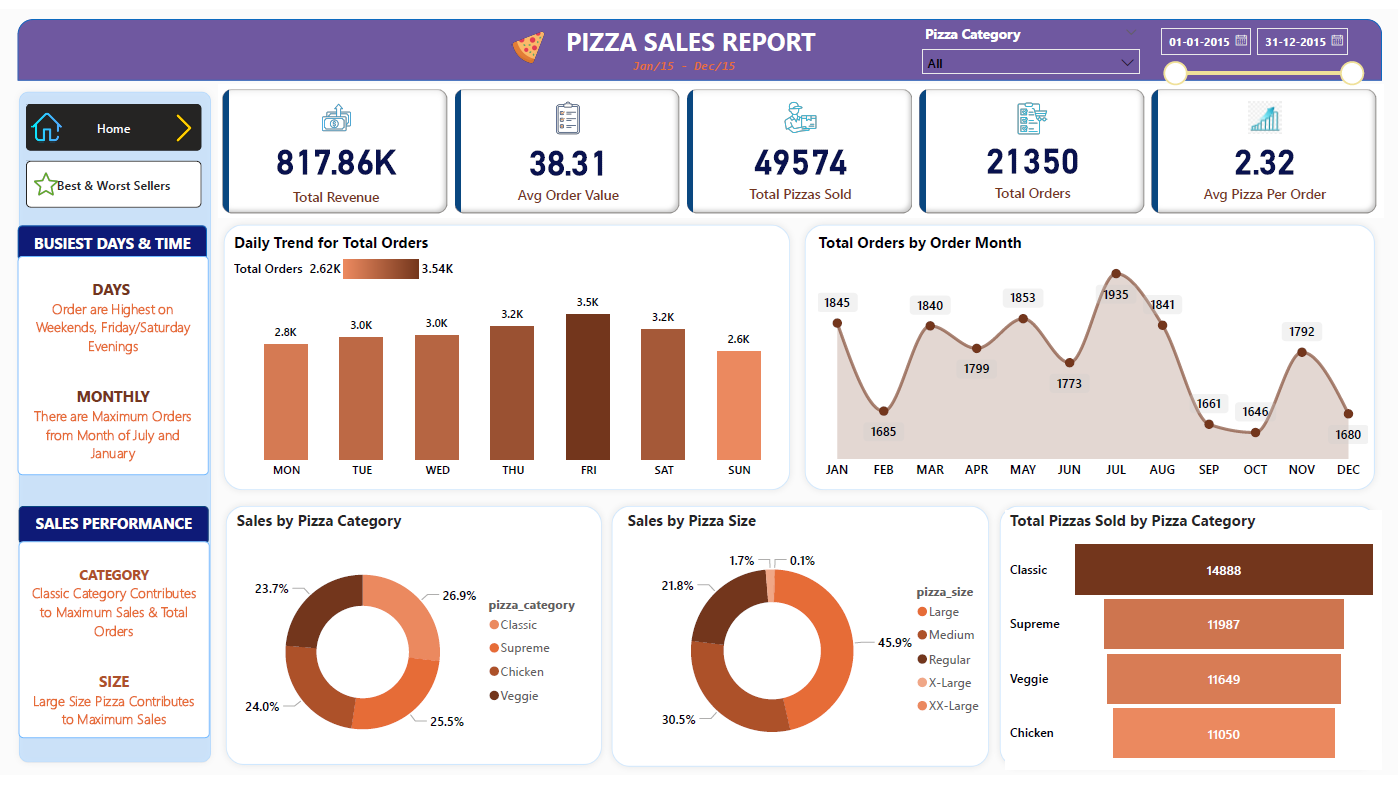 PIZZA SALES REPORT
Jan/15 - Dec/15
Pizza Category
All
01-01-2015
31-12-2015
Home
Best & Worst Sellers
817.86K
Total Revenue
38.31
Avg Order Value
49574
Total Pizzas Sold
21350
Total Orders
2.32
Avg Pizza Per Order
BUSIEST DAYS & TIME
DAYS
Order are Highest on
Weekends, Friday/Saturday
Evenings
MONTHLY
There are Maximum Orders
from Month of July and
January
SALES PERFORMANCE
CATEGORY
Classic Category Contributes
to Maximum Sales & Total
Orders
SIZE
Large Size Pizza Contributes
to Maximum Sales
Daily Trend for Total Orders
Total Orders 2.62K 3.54K
2.8K
3.0K
3.0K
3.2K
3.5K
3.2K
2.6K
MON TUE WED THU FRI SAT SUN
Total Orders by Order Month
1845
1685
1840
1799
1853
1773
1935
1841
1661
1646
1792
1680
JAN FEB MAR APR MAY JUN JUL AUG SEP OCT NOV DEC
Sales by Pizza Category
23.7%
26.9%
24.0%
25.5%
pizza_category
Classic
Supreme
Chicken
Veggie
Sales by Pizza Size
1.7%
0.1%
21.8%
45.9%
30.5%
pizza_size
Large
Medium
Regular
X-Large
XX-Large
Total Pizzas Sold by Pizza Category
Classic 14888
Supreme 11987
Veggie 11649
Chicken 11050